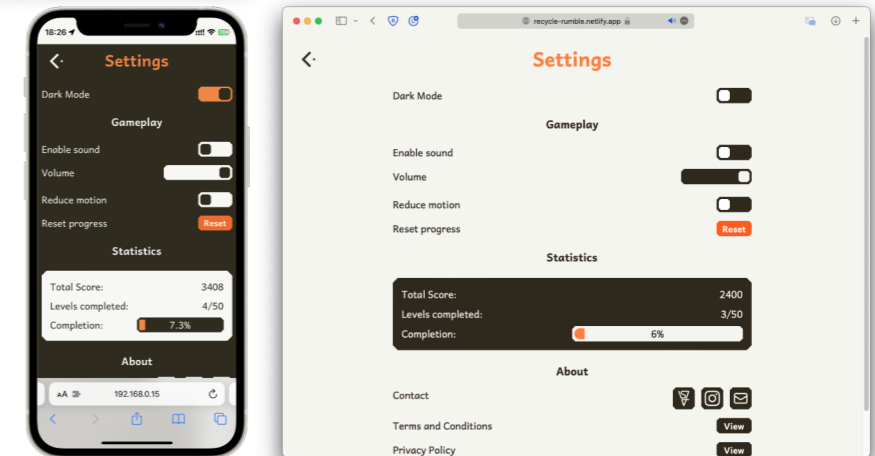 18:26
Settings
Dark Mode
Gameplay
Enable sound
Volume
Reduce motion
Reset progress Reset
Statistics
Total Score: 3408
Levels completed: 4/50
Completion: 7.3%
About
AA 192.168.0.15
recycle-rumble.netlify.app
Settings
Dark Mode
Gameplay
Enable sound
Volume
Reduce motion
Reset progress Reset
Statistics
Total Score: 2400
Levels completed: 3/50
Completion: 6%
About
Contact
Terms and Conditions View
Privacy Policy View